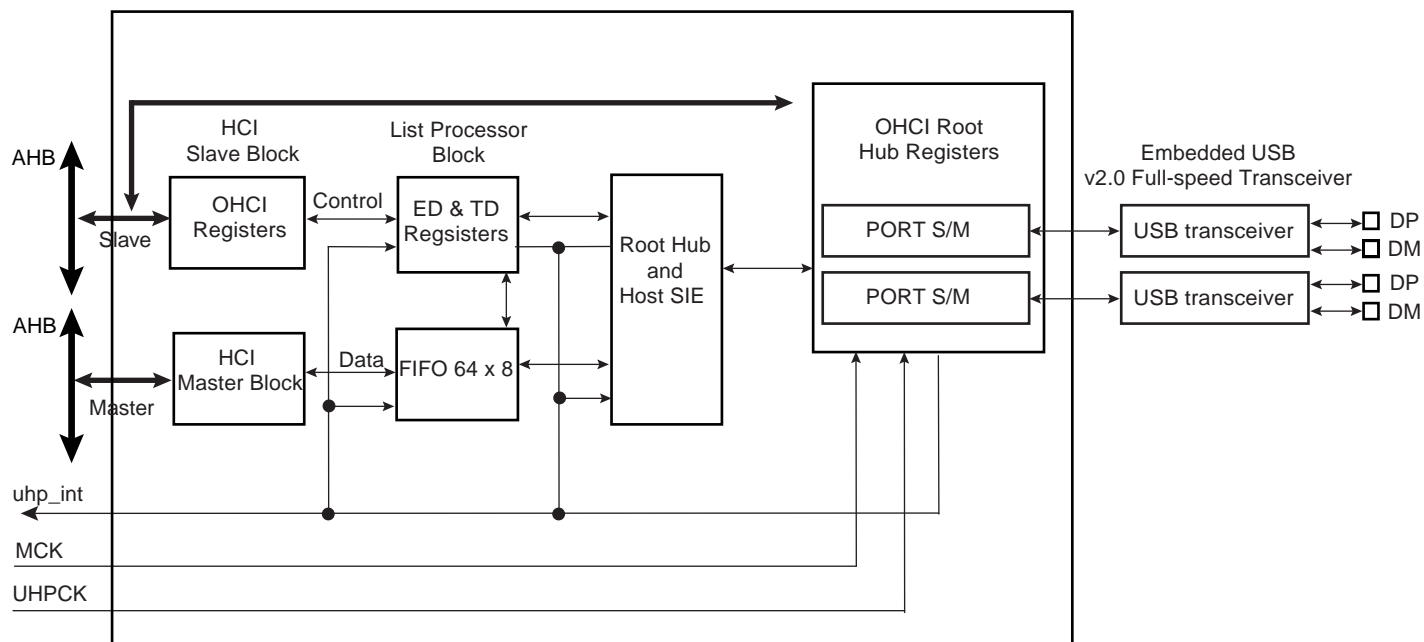 HCI
Slave Block
List Processor
Block
OHCI Root
Hub Registers
Embedded USB
v2.0 Full-speed Transceiver
AHB
Slave
OHCI
Registers
Control
ED & TD
Regsisters
Root Hub
and
Host SIE
PORT S/M
PORT S/M
USB transceiver
USB transceiver
DP
DM
DP
DM
AHB
Master
HCI
Master Block
Data
FIFO 64 x 8
uhp_int
MCK
UHPCK